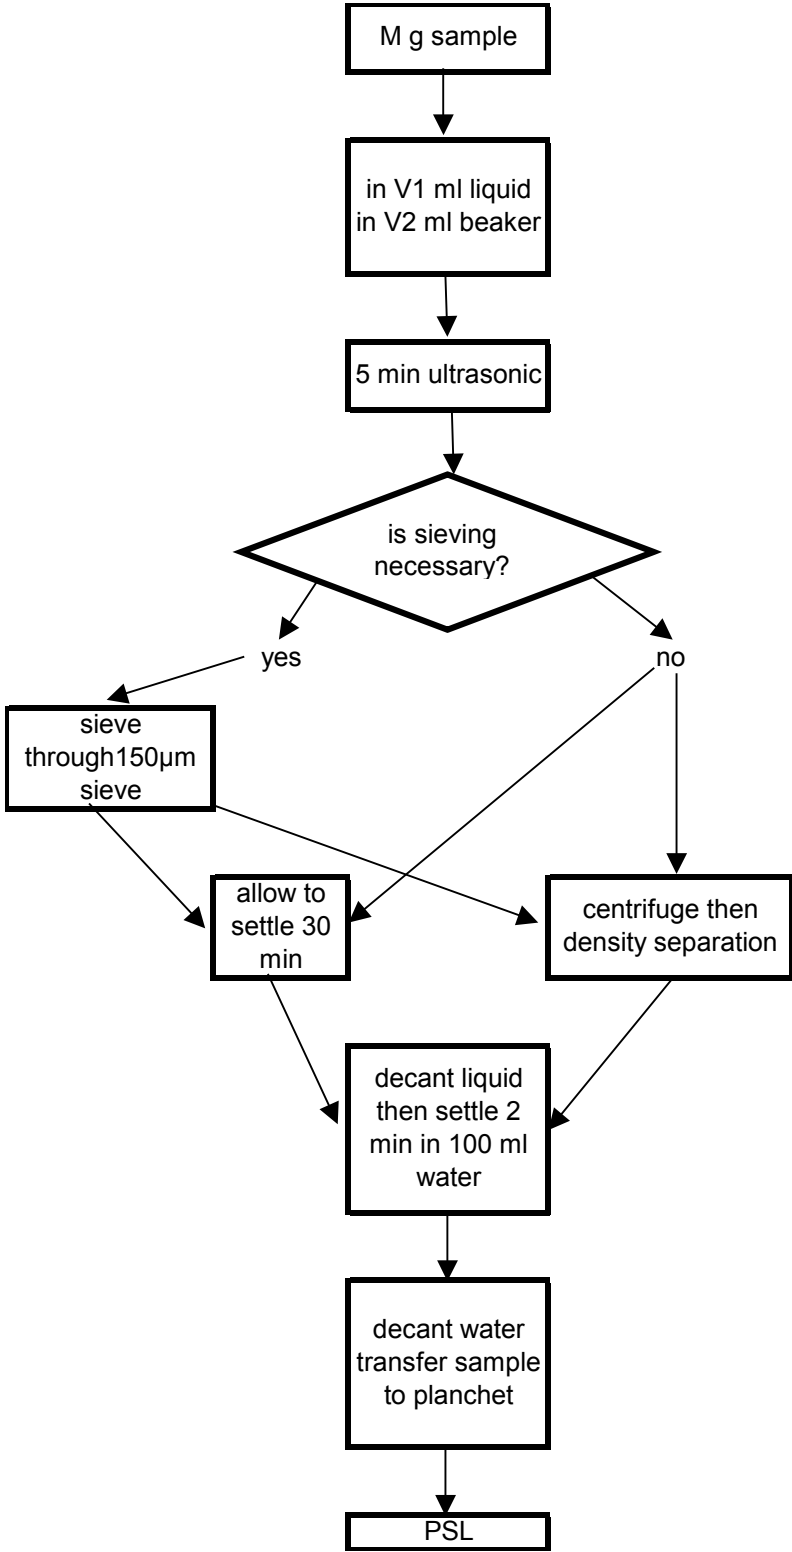 M g sample
in V1 ml liquid
in V2 ml beaker
5 min ultrasonic
is sieving
necessary?
yes
no
sieve
through150µm
sieve
allow to
settle 30
min
centrifuge then
density separation
decant liquid
then settle 2
min in 100 ml
water
decant water
transfer sample
to planchet
PSL